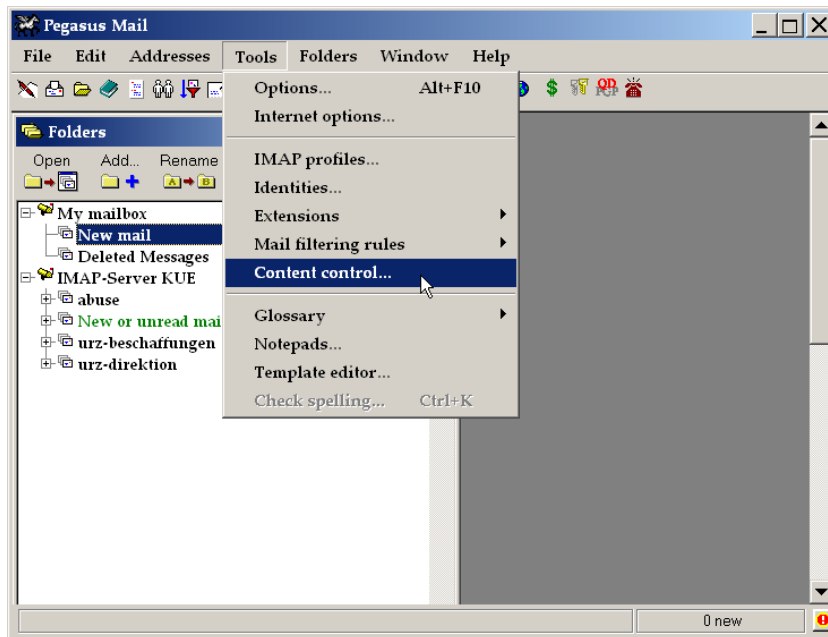 Pegasus Mail
File Edit Addresses Tools Folders Window Help
Options... Alt+F10
Internet options...
IMAP profiles...
Identities...
Extensions
Mail filtering rules
Content control...
Glossary
Notepads...
Template editor...
Check spelling... Ctrl+K
Folders
Open Add... Rename
My mailbox
New mail
Deleted Messages
IMAP-Server KUE
abuse
New or unread mai
urz-beschaffungen
urz-direktion
0 new